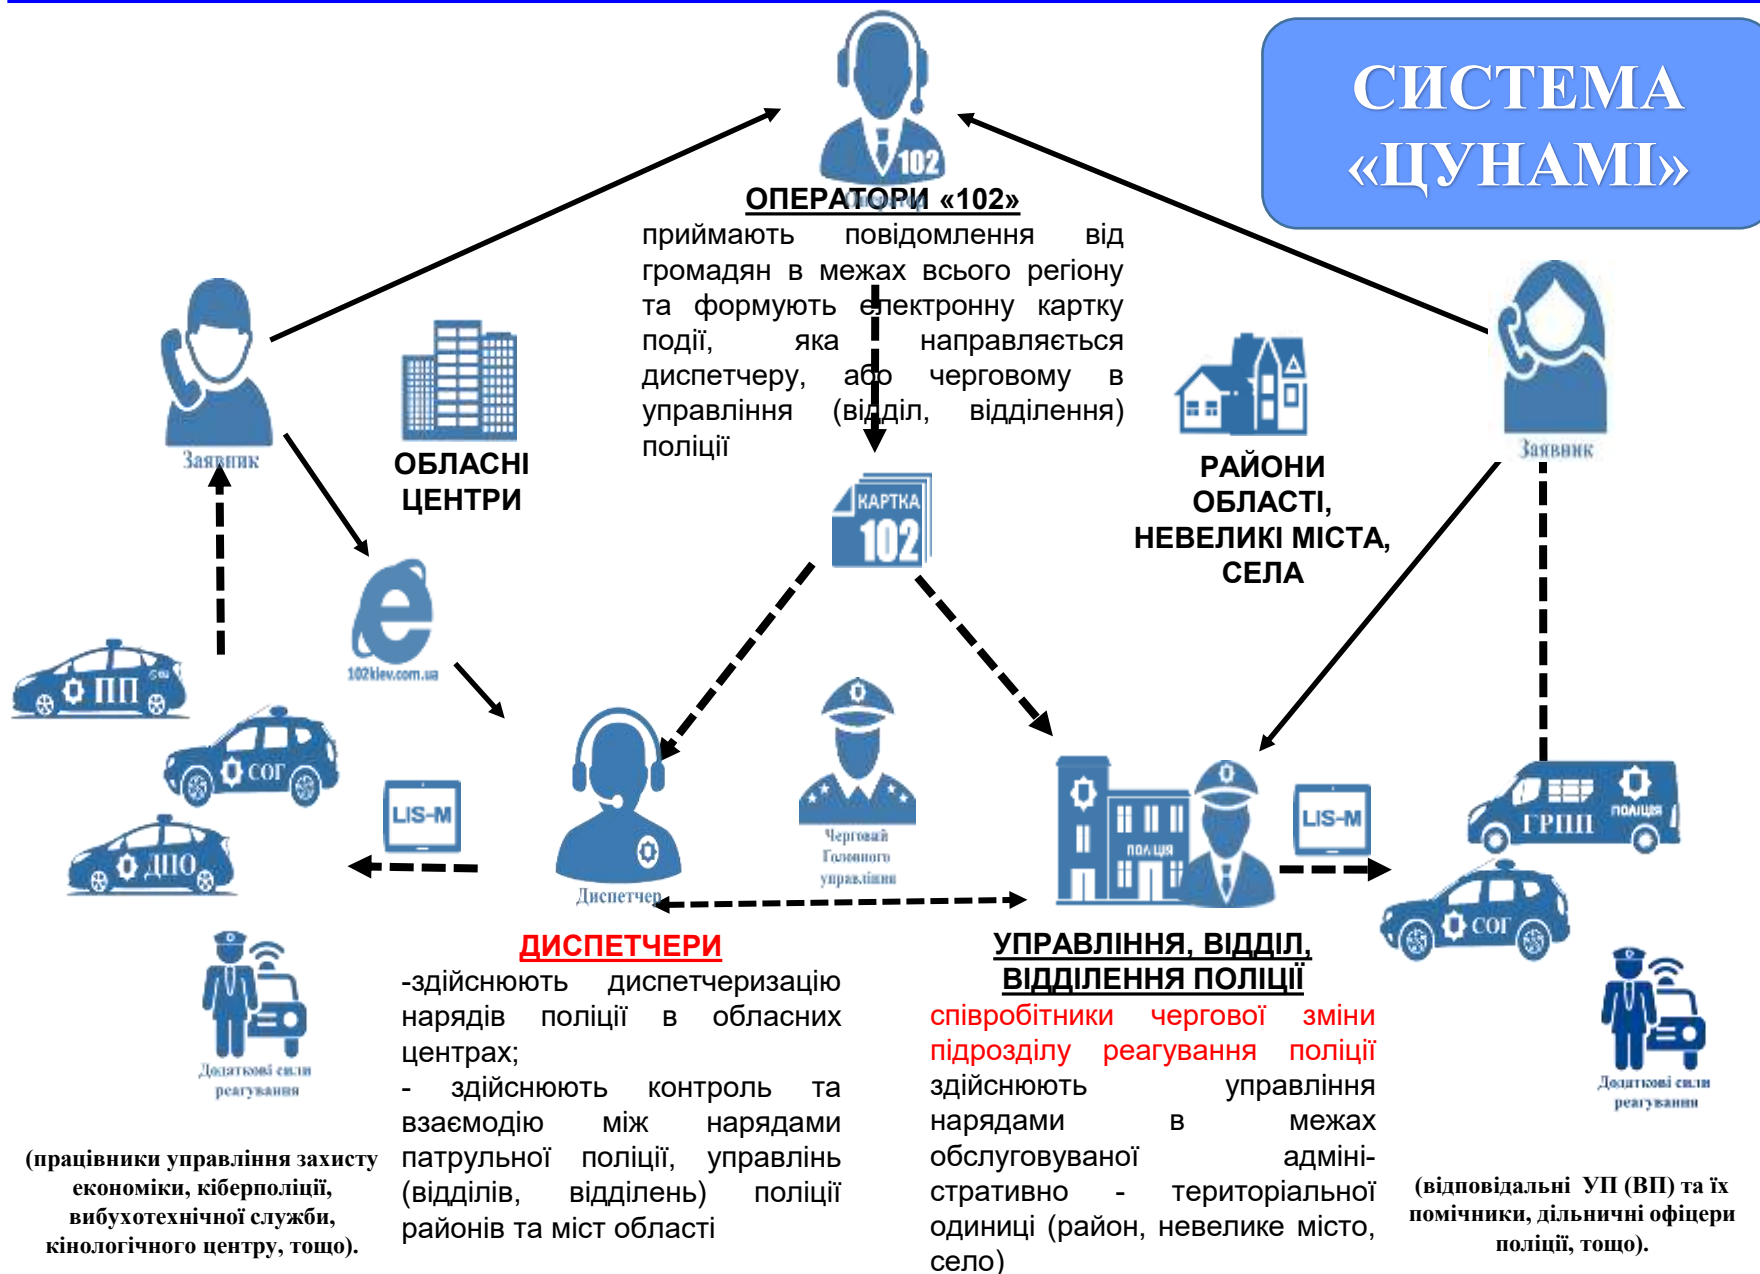 СИСТЕМА
«ЦУНАМІ»
102
Оператор
ОПЕРАТОРИ «102»
приймають повідомлення від
громадян в межах всього регіону
та формують електронну картку
події, яка направляється
диспетчеру, або черговому в
управління (відділ, відділення)
поліції
Заявник
ОБЛАСНІ
ЦЕНТРИ
КАРТКА
102
РАЙОНИ
ОБЛАСТІ,
НЕВЕЛИКІ МІСТА,
СЕЛА
Заявник
102kiev.com.ua
ПП
СОГ
ДПО
LIS-M
Диспетчер
Черговий
Головного
управління
ПОЛІЦІЯ
LIS-M
ГРПП
ПОЛІЦІЯ
СОГ
Додаткові сили
реагування
(працівники управління захисту
економіки, кіберполіції,
вибухотехнічної служби,
кінологічного центру, тощо).
ДИСПЕТЧЕРИ
-здійснюють диспетчеризацію
нарядів поліції в обласних
центрах;
- здійснюють контроль та
взаємодію між нарядами
патрульної поліції, управлінь
(відділів, відділень) поліції
районів та міст області
УПРАВЛІННЯ, ВІДДІЛ,
ВІДДІЛЕННЯ ПОЛІЦІЇ
співробітники чергової зміни
підрозділу реагування поліції
здійснюють управління
нарядами в межах
обслуговуваної адміні-
стративно - територіальної
одиниці (район, невелике місто,
село)
Додаткові сили
реагування
(відповідальні УП (ВП) та їх
помічники, дільничні офіцери
поліції, тощо).